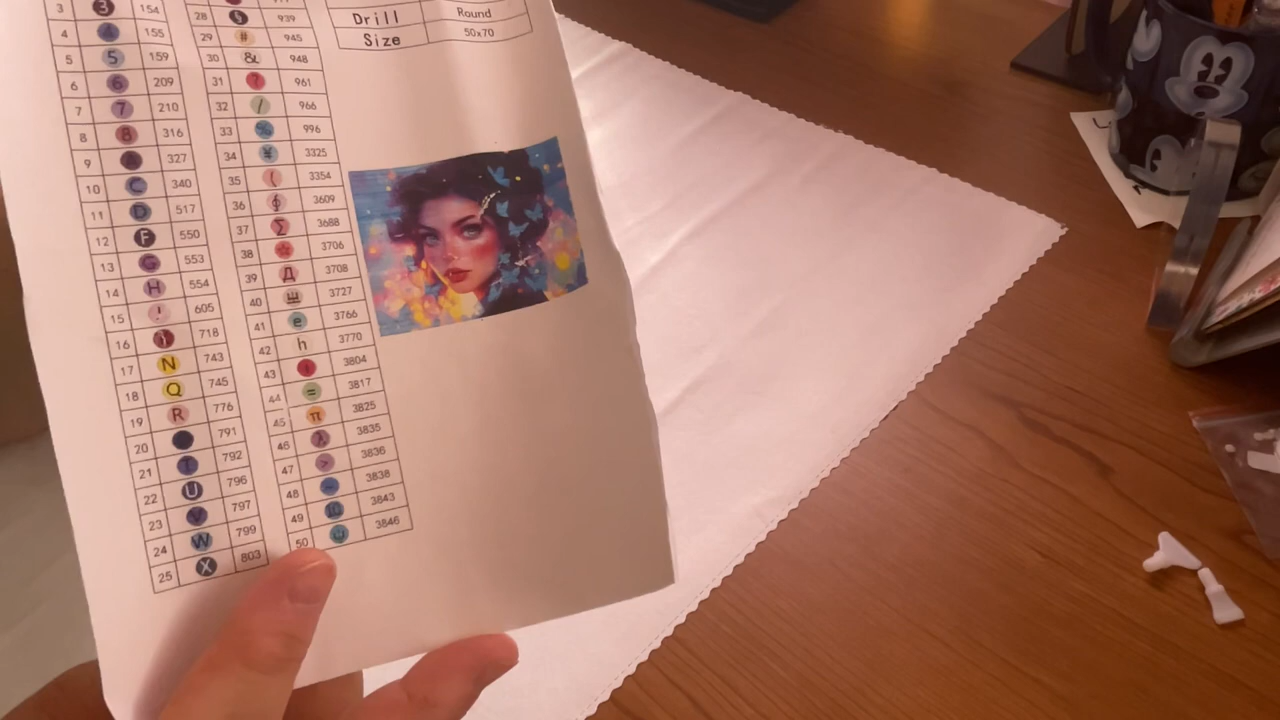 3 3 154
4 4 155
5 5 159
6 6 209
7 7 210
8 8 316
9 A 327
10 C 340
11 D 517
12 F 550
13 G 553
14 H 554
15 ! 605
16 718
17 N 743
18 Q 745
19 R 776
20 791
21 T 792
22 U 796
23 V 797
24 W 799
25 X 803
28 § 939
29 # 945
30 & 948
31 ? 961
32 / 966
33 % 996
34 ¥ 3325
35 ( 3354
36 3609
37 Σ 3688
38 ☆ 3706
39 Д 3708
40 3727
41 e 3766
42 h 3770
43 3804
44 = 3817
45 π 3825
46 λ 3835
47 > 3836
48 3838
49 3843
50 3846
Drill Round
Size 50x70